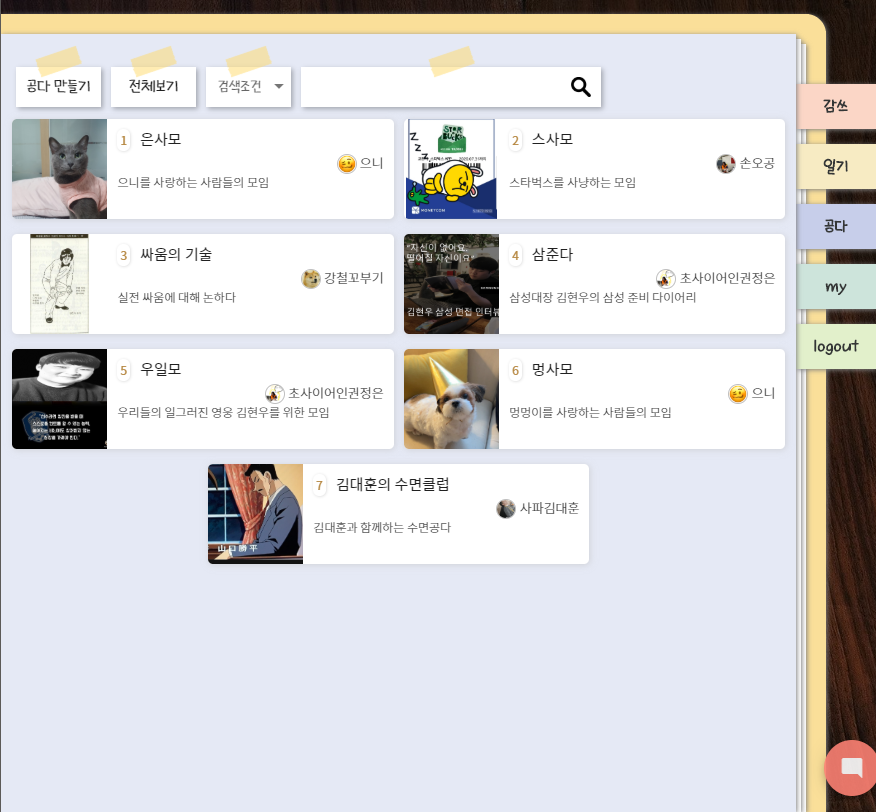 공다 만들기
전체보기
검색조건
감쓰
일기
공다
my
logout
1 은사모
으니
으니를 사랑하는 사람들의 모임
2 스사모
손오공
스타벅스를 사냥하는 모임
Z
Z
Z
MONEYCON
3 싸움의 기술
강철꼬부기
실전 싸움에 대해 논하다
4 삼준다
초사이어인권정은
삼성대장 김현우의 삼성 준비 다이어리
"자신이 없어요.
떨어질 자신이요"
김현우 삼성 면접 인터뷰
5 우일모
초사이어인권정은
우리들의 일그러진 영웅 김현우를 위한 모임
6 멍사모
으니
멍멍이를 사랑하는 사람들의 모임
7 김대훈의 수면클럽
사파김대훈
김대훈과 함께하는 수면공다
山口勝平